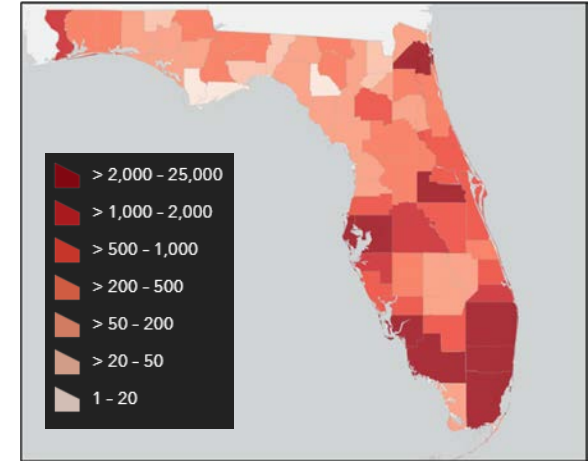 > 2,000 – 25,000
> 1,000 – 2,000
> 500 – 1,000
> 200 – 500
> 50 – 200
> 20 – 50
1 – 20